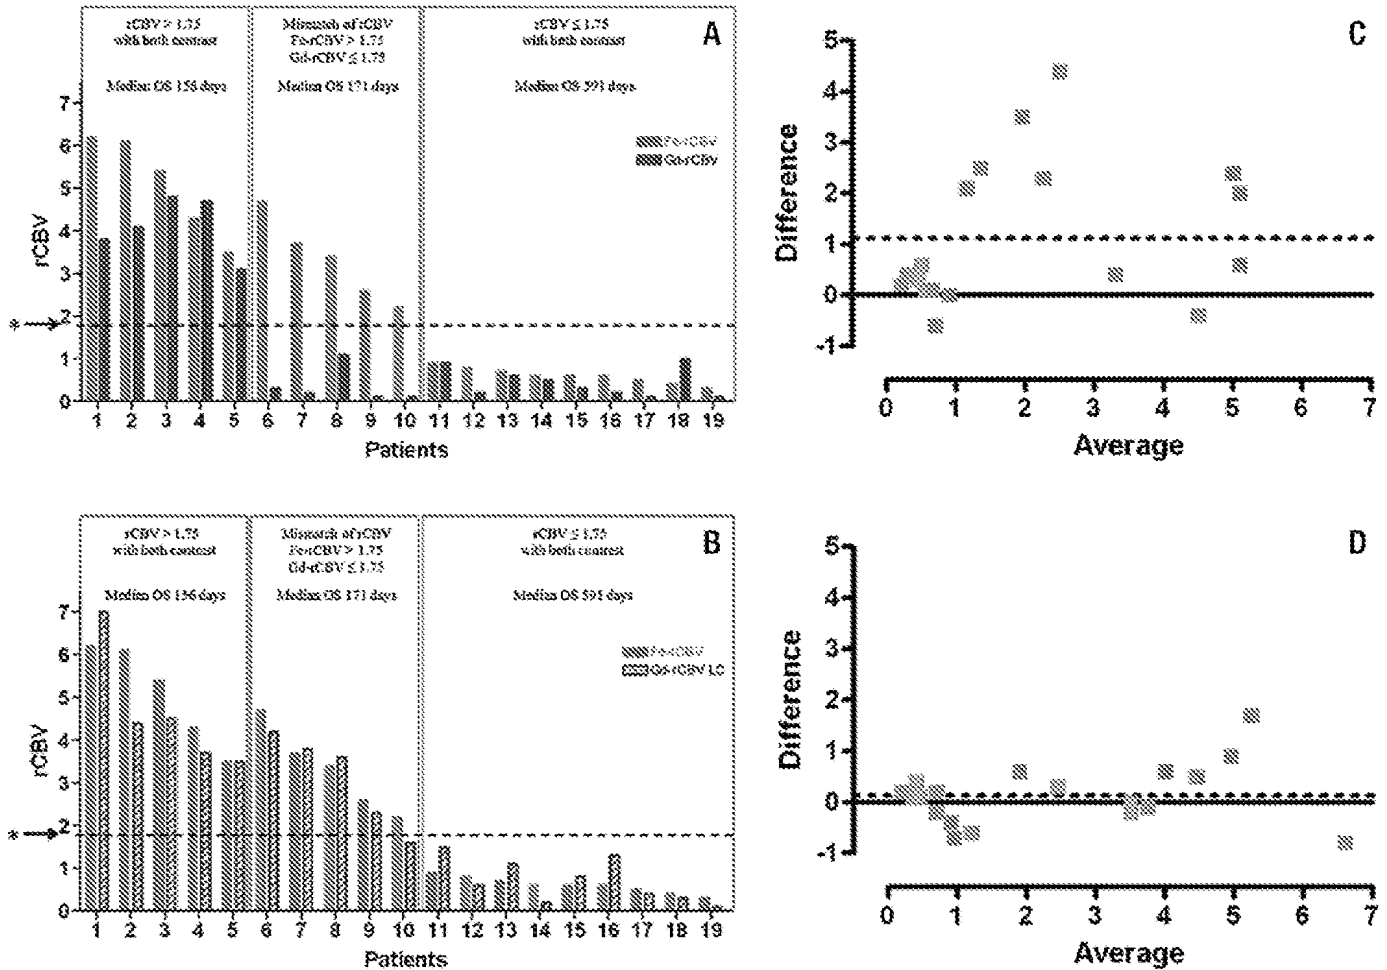 rCBV > 1.75
with both contrast
Median OS 156 days
Mismatch of rCBV
Fe-rCBV > 1.75
Gd-rCBV ≤ 1.75
Median OS 171 days
rCBV ≤ 1.75
with both contrast
Median OS 591 days
A
Fe-rCBV
Gd-rCBV
rCBV
7
6
5
4
3
2
1
0
*
1 2 3 4 5 6 7 8 9 10 11 12 13 14 15 16 17 18 19
Patients
C
Difference
5
4
3
2
1
0
-1
0 1 2 3 4 5 6 7
Average
rCBV > 1.75
with both contrast
Median OS 156 days
Mismatch of rCBV
Fe-rCBV > 1.75
Gd-rCBV ≤ 1.75
Median OS 171 days
rCBV ≤ 1.75
with both contrast
Median OS 591 days
B
Fe-rCBV
Gd-rCBV LC
rCBV
7
6
5
4
3
2
1
0
*
1 2 3 4 5 6 7 8 9 10 11 12 13 14 15 16 17 18 19
Patients
D
Difference
5
4
3
2
1
0
-1
0 1 2 3 4 5 6 7
Average